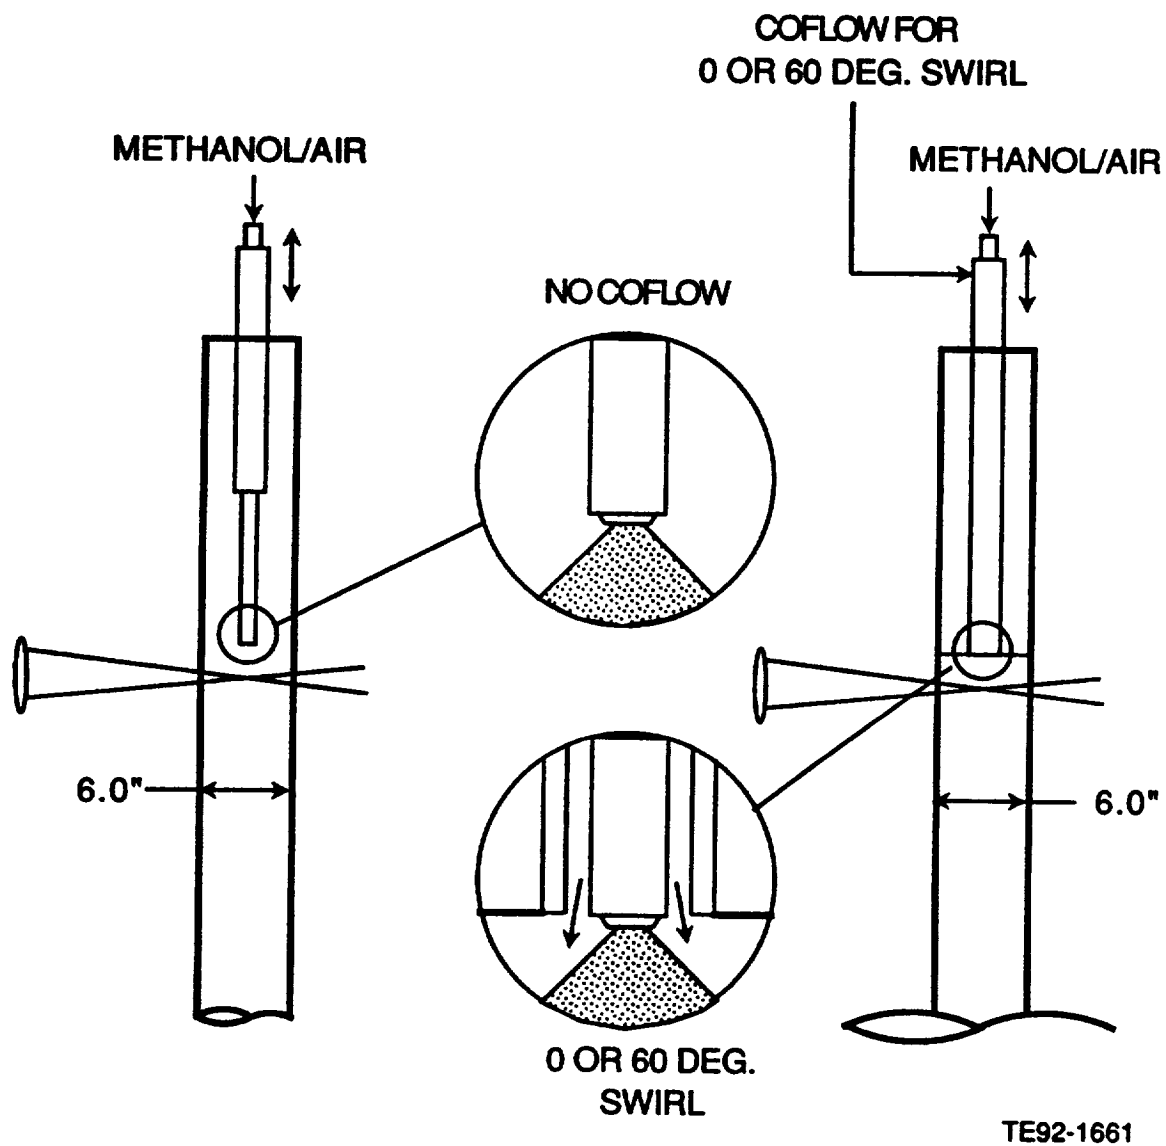 COFLOW FOR
0 OR 60 DEG. SWIRL
METHANOL/AIR
METHANOL/AIR
NO COFLOW
6.0"
6.0"
0 OR 60 DEG.
SWIRL
TE92-1661